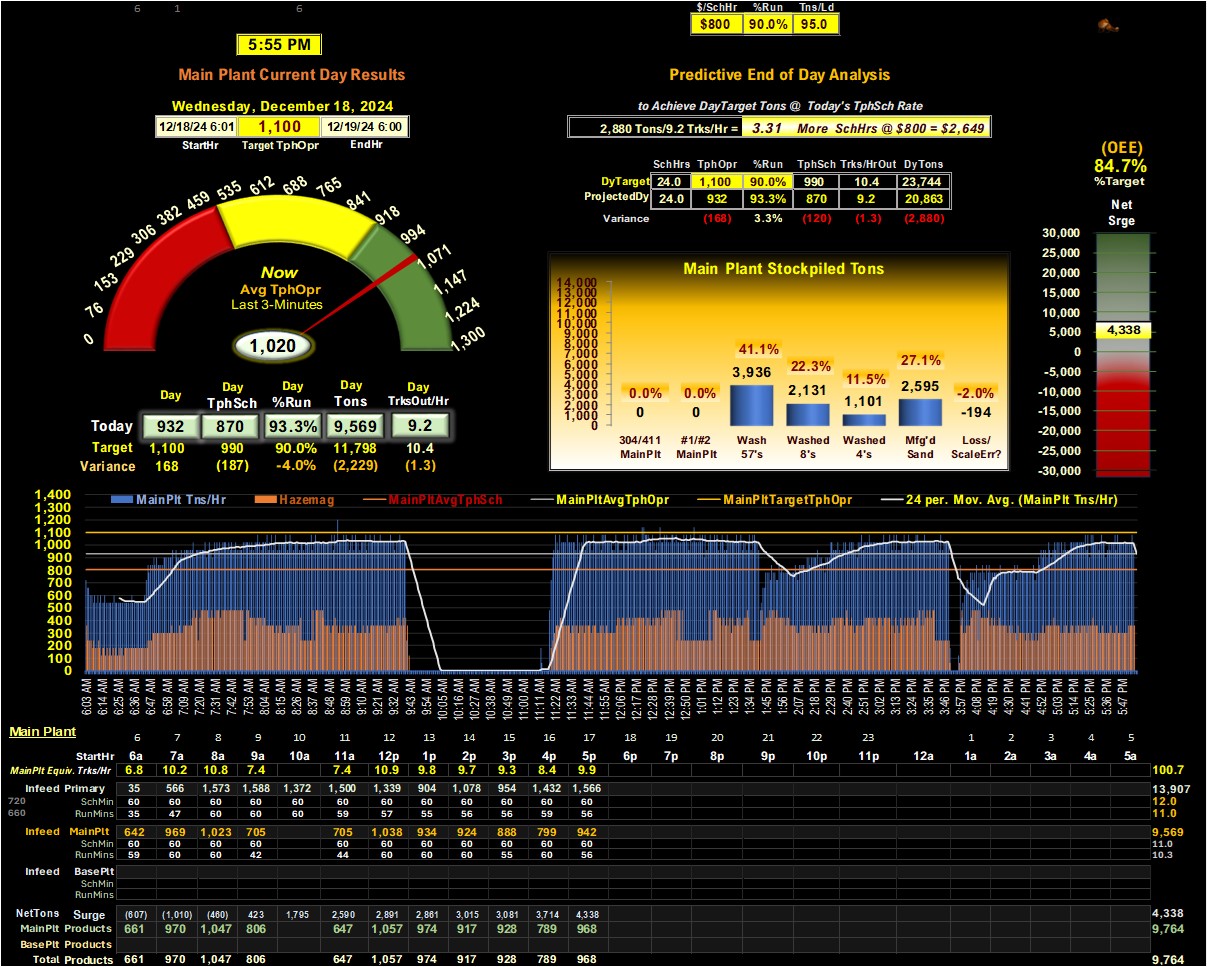 6 1 6
$/SchHr %Run Tns/Ld
$800 90.0% 95.0
5:55 PM
Main Plant Current Day Results
Predictive End of Day Analysis
Wednesday, December 18, 2024
to Achieve DayTarget Tons @ Today's TphSch Rate
12/18/24 6:01 1,100 12/19/24 6:00
StartHr Target TphOpr EndHr
2,880 Tons/9.2 Trks/Hr = 3.31 More SchHrs @ $800 = $2,649
(OEE)
84.7%
%Target
SchHrs TphOpr %Run TphSch Trks/HrOut DyTons
DyTarget 24.0 1,100 90.0% 990 10.4 23,744
ProjectedDy 24.0 932 93.3% 870 9.2 20,863
Variance (168) 3.3% (120) (1.3) (2,880)
Net
Srge
30,000
25,000
20,000
15,000
10,000
5,000
0
-5,000
-10,000
-15,000
-20,000
-25,000
-30,000
4,338
0 76 153 229 306 382 459 535 612 688 765 841 918 994 1,071 1,147 1,224 1,300
Now
Avg TphOpr
Last 3-Minutes
1,020
Main Plant Stockpiled Tons
14,000
13,000
12,000
11,000
10,000
9,000
8,000
7,000
6,000
5,000
4,000
3,000
2,000
1,000
0
0.0% 0.0% 41.1% 22.3% 11.5% 27.1% -2.0%
0 0 3,936 2,131 1,101 2,595 -194
304/411 #1/#2 Wash Washed Washed Mfg'd Loss/
MainPlt MainPlt 57's 8's 4's Sand ScaleErr?
Day Day Day Day Day
TphSch %Run Tons TrksOut/Hr
Today 932 870 93.3% 9,569 9.2
Target 1,100 990 90.0% 11,798 10.4
Variance 168 (187) -4.0% (2,229) (1.3)
MainPlt Tns/Hr Hazemag MainPltAvgTphSch MainPltAvgTphOpr MainPltTargetTphOpr 24 per. Mov. Avg. (MainPlt Tns/Hr)
1,400
1,300
1,200
1,100
1,000
900
800
700
600
500
400
300
200
100
0
6:03 AM 6:14 AM 6:25 AM 6:36 AM 6:47 AM 6:58 AM 7:09 AM 7:20 AM 7:31 AM 7:42 AM 7:53 AM 8:04 AM 8:15 AM 8:26 AM 8:37 AM 8:48 AM 8:59 AM 9:10 AM 9:21 AM 9:32 AM 9:43 AM 9:54 AM 10:05 AM 10:16 AM 10:27 AM 10:38 AM 10:49 AM 11:00 AM 11:11 AM 11:22 AM 11:33 AM 11:44 AM 11:55 AM 12:06 PM 12:17 PM 12:28 PM 12:39 PM 12:50 PM 1:01 PM 1:12 PM 1:23 PM 1:34 PM 1:45 PM 1:56 PM 2:07 PM 2:18 PM 2:29 PM 2:40 PM 2:51 PM 3:02 PM 3:13 PM 3:24 PM 3:35 PM 3:46 PM 3:57 PM 4:08 PM 4:19 PM 4:30 PM 4:41 PM 4:52 PM 5:03 PM 5:14 PM 5:25 PM 5:36 PM 5:47 PM
Main Plant 6 7 8 9 10 11 12 13 14 15 16 17 18 19 20 21 22 23 1 2 3 4 5
StartHr 6a 7a 8a 9a 10a 11a 12p 1p 2p 3p 4p 5p 6p 7p 8p 9p 10p 11p 12a 1a 2a 3a 4a 5a
MainPlt Equiv. Trks/Hr 6.8 10.2 10.8 7.4 7.4 10.9 9.8 9.7 9.3 8.4 9.9 100.7
Infeed Primary 35 566 1,573 1,588 1,372 1,500 1,339 904 1,078 954 1,432 1,566 13,907
720 SchMin 60 60 60 60 60 60 60 60 60 60 60 60 12.0
660 RunMins 35 47 60 60 60 59 57 55 56 56 59 56 11.0
Infeed MainPlt 642 969 1,023 705 705 1,038 934 924 888 799 942 9,569
SchMin 60 60 60 60 60 60 60 60 60 60 60 11.0
RunMins 59 60 60 42 44 60 60 60 55 60 56 10.3
Infeed BasePlt
SchMin
RunMins
NetTons Surge (607) (1,010) (460) 423 1,795 2,590 2,891 2,861 3,015 3,081 3,714 4,338 4,338
MainPlt Products 661 970 1,047 806 647 1,057 974 917 928 789 968 9,764
BasePlt Products
Total Products 661 970 1,047 806 647 1,057 974 917 928 789 968 9,764